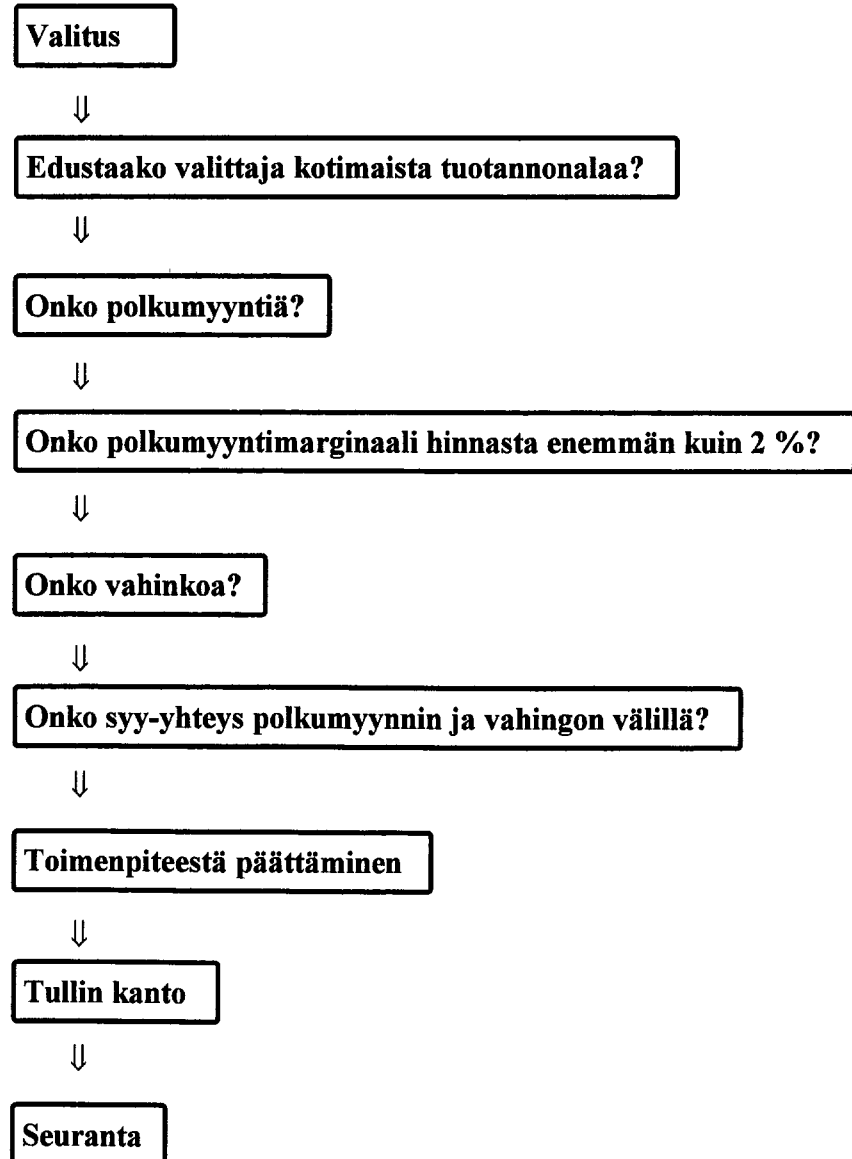 Valitus
⇓
Edustaako valittaja kotimaista tuotannonalaa?
⇓
Onko polkumyyntiä?
⇓
Onko polkumyyntimarginaali hinnasta enemmän kuin 2 %?
⇓
Onko vahinkoa?
⇓
Onko syy-yhteys polkumyynnin ja vahingon välillä?
⇓
Toimenpiteestä päättäminen
⇓
Tullin kanto
⇓
Seuranta